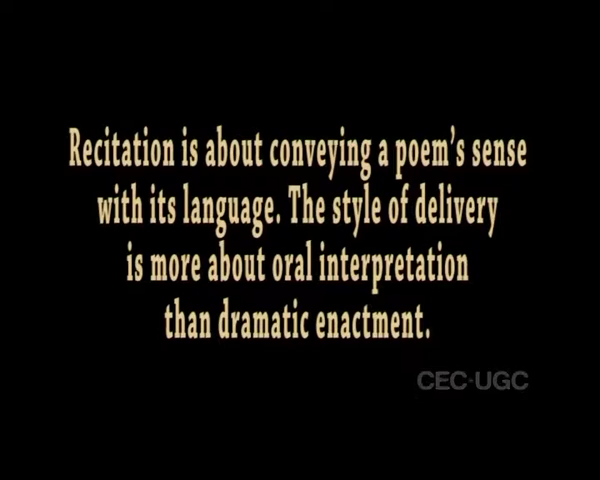 Recitation is about conveying a poem’s sense
with its language. The style of delivery
is more about oral interpretation
than dramatic enactment.
CEC-UGC